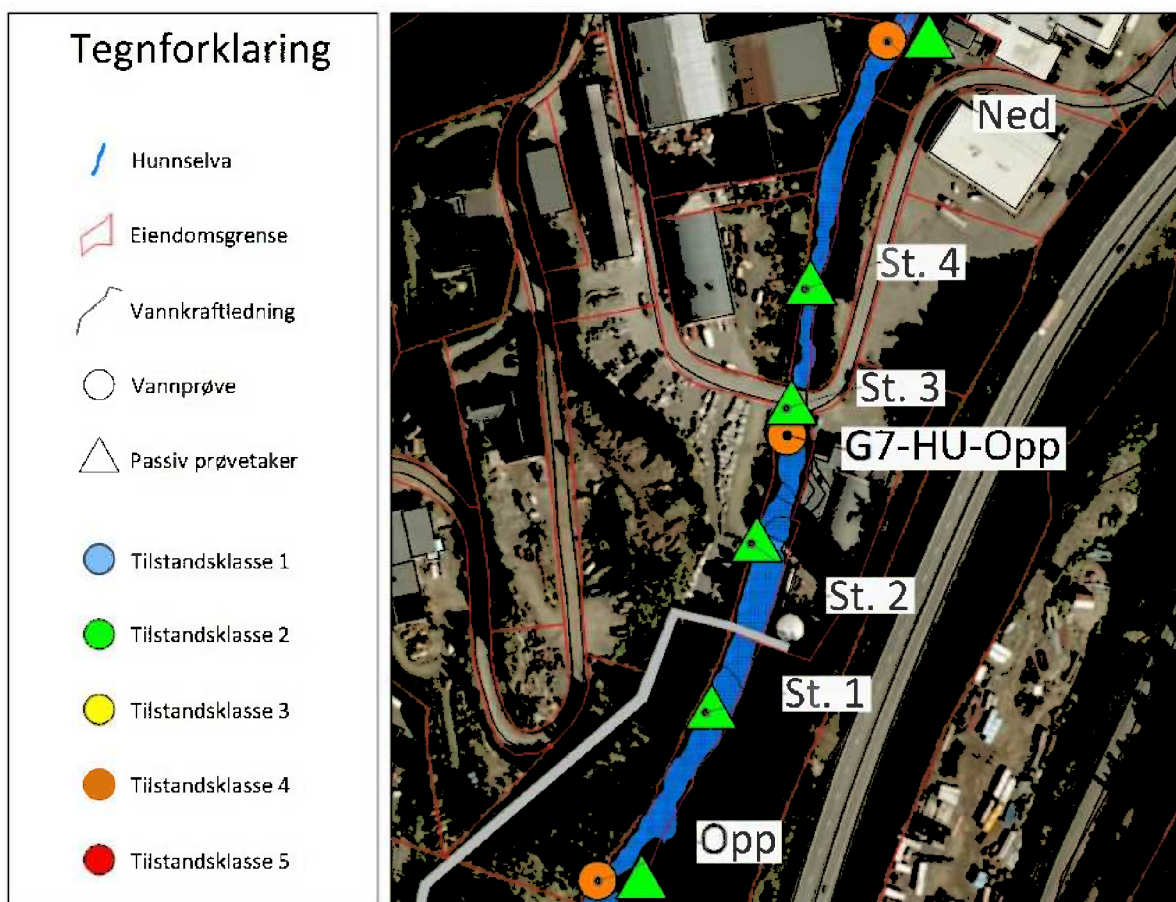 Tegnforklaring
Hunnselva
Eiendomsgrense
Vannkraftledning
Vannprøve
Passiv prøvetaker
Tilstandsklasse 1
Tilstandsklasse 2
Tilstandsklasse 3
Tilstandsklasse 4
Tilstandsklasse 5
Ned
St. 4
St. 3
G7-HU-Opp
St. 2
St. 1
Opp